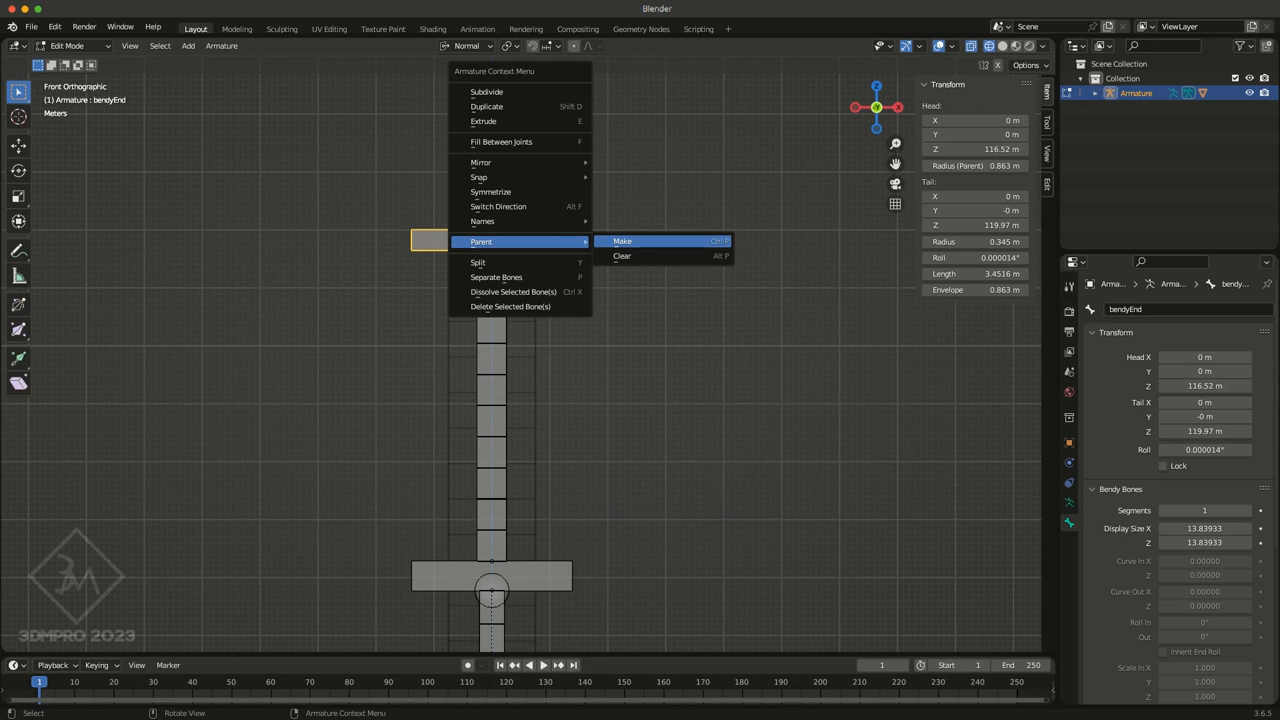 Blender
File Edit Render Window Help Layout Modeling Sculpting UV Editing Texture Paint Shading Animation Rendering Compositing Geometry Nodes Scripting + Scene ViewLayer
Edit Mode View Select Add Armature Normal
X Options
Front Orthographic
(1) Armature : bendyEnd
Meters
Armature Context Menu
Subdivide
Duplicate Shift D
Extrude E
Fill Between Joints F
Mirror
Snap
Symmetrize
Switch Direction Alt F
Names
Parent
Split Y
Separate Bones P
Dissolve Selected Bone(s) Ctrl X
Delete Selected Bone(s)
Make Ctrl P
Clear Alt P
Z
X
-Y
Transform
Head:
X 0 m
Y 0 m
Z 116.52 m
Radius (Parent) 0.863 m
Tail:
X 0 m
Y -0 m
Z 119.97 m
Radius 0.345 m
Roll 0.000014°
Length 3.4516 m
Envelope 0.863 m
Item
Tool
View
Edit
Scene Collection
Collection
Armature
Arma... Arma... bendy...
bendyEnd
Transform
Head X 0 m
Y 0 m
Z 116.52 m
Tail X 0 m
Y -0 m
Z 119.97 m
Roll 0.000014°
Lock
Bendy Bones
Segments 1
Display Size X 13.83933
Z 13.83933
Curve In X 0.00000
Z 0.00000
Curve Out X 0.00000
Z 0.00000
Roll In 0°
Out 0°
Inherit End Roll
Scale In X 1.000
Y 1.000
Z 1.000
3DMPRO 2023
Playback Keying View Marker 1 Start 1 End 250
1 10 20 30 40 50 60 70 80 90 100 110 120 130 140 150 160 170 180 190 200 210 220 230 240 250
Select Rotate View Armature Context Menu 3.6.5